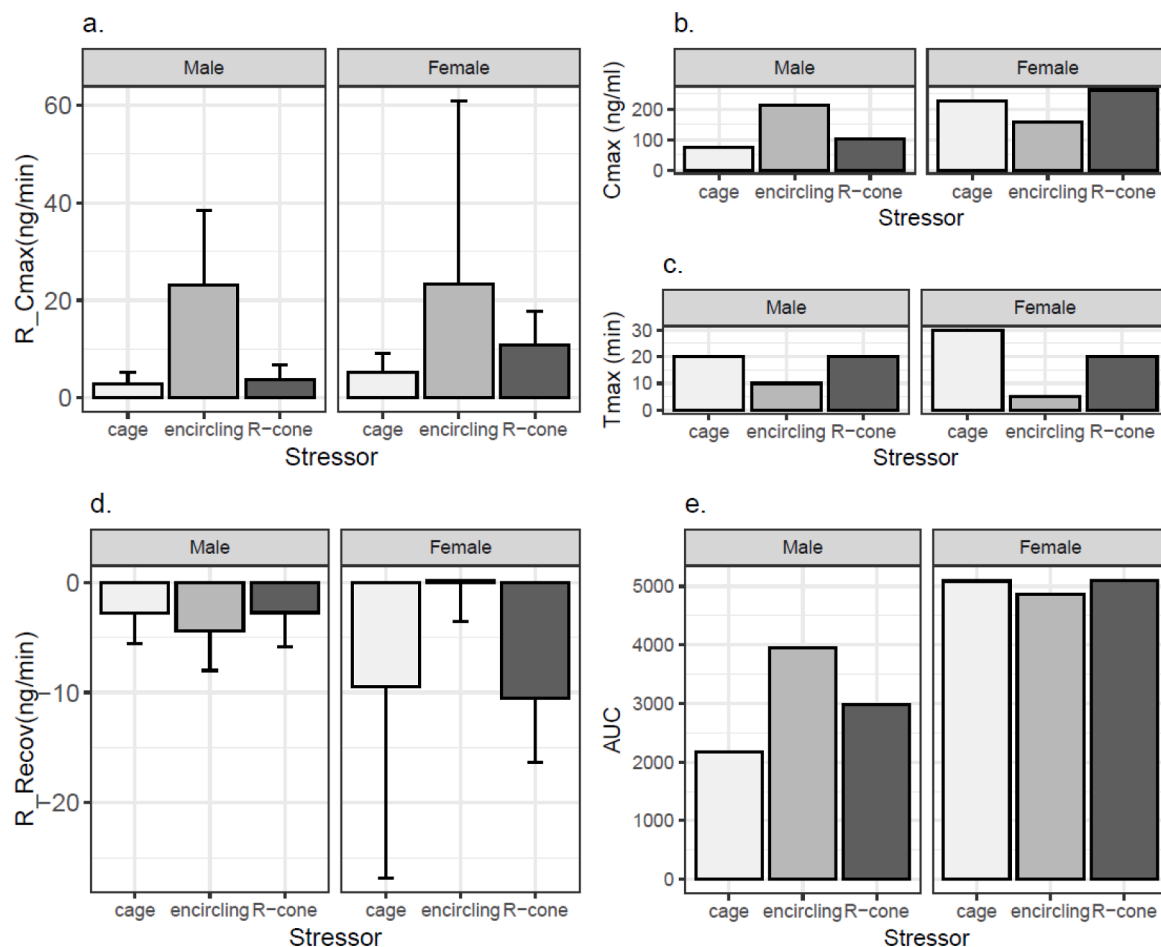 a.
Male Female
R_Cmax(ng/min)
60
40
20
0
cage encircling R-cone cage encircling R-cone
Stressor
b.
Male Female
Cmax (ng/ml)
200
100
0
cage encircling R-cone cage encircling R-cone
Stressor
c.
Male Female
Tmax (min)
30
20
10
0
cage encircling R-cone cage encircling R-cone
Stressor
d.
Male Female
R_Recov(ng/min)
0
-10
-20
cage encircling R-cone cage encircling R-cone
Stressor
e.
Male Female
AUC
5000
4000
3000
2000
1000
0
cage encircling R-cone cage encircling R-cone
Stressor